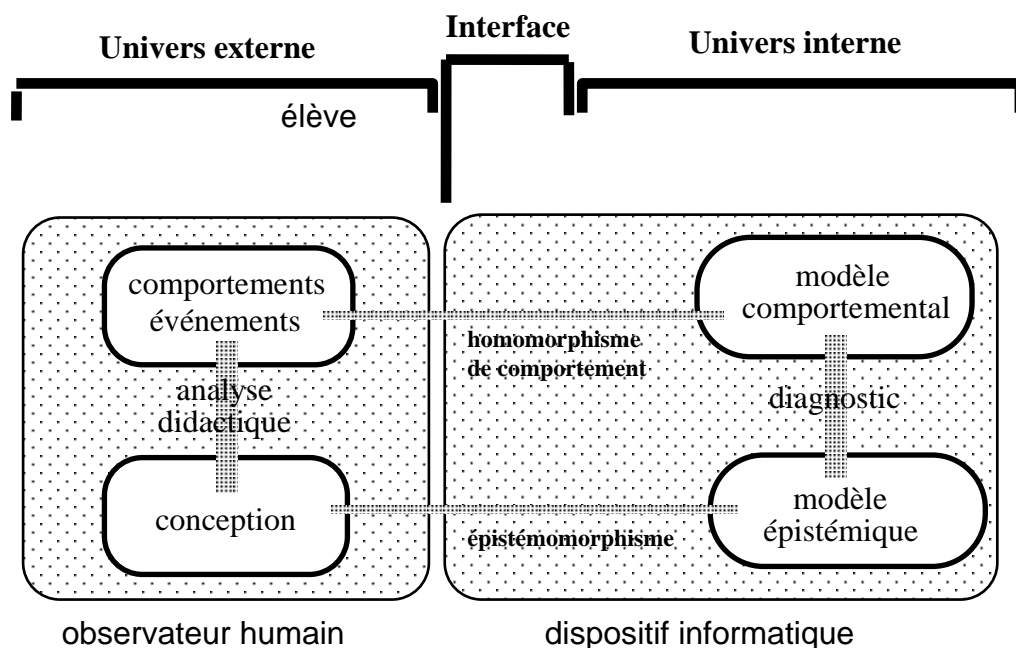 Univers externe
Interface
Univers interne
élève
comportements
événements
modèle
comportemental
homomorphisme
de comportement
analyse
didactique
diagnostic
conception
modèle
épistémique
épistémomorphisme
observateur humain
dispositif informatique